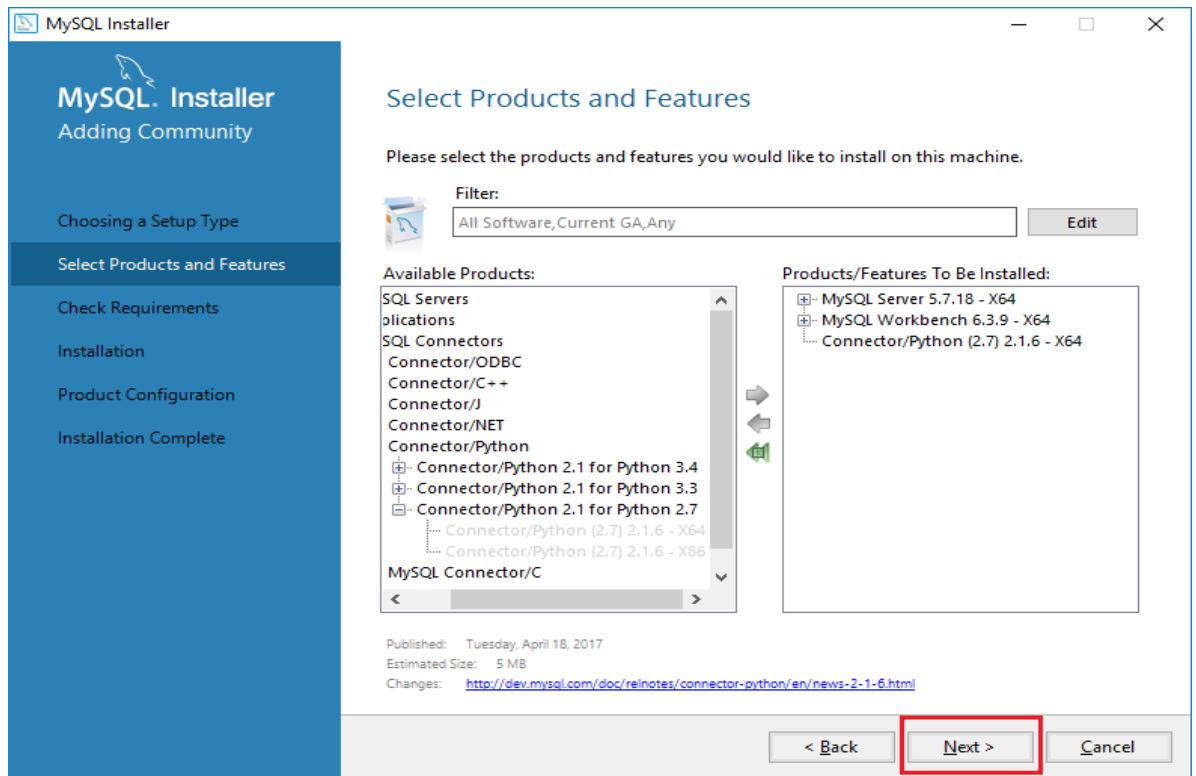 MySQL Installer
MySQL. Installer
Adding Community
Choosing a Setup Type
Select Products and Features
Check Requirements
Installation
Product Configuration
Installation Complete
Select Products and Features
Please select the products and features you would like to install on this machine.
Filter:
All Software,Current GA,Any
Edit
Available Products:
SQL Servers
plications
SQL Connectors
Connector/ODBC
Connector/C++
Connector/J
Connector/NET
Connector/Python
Connector/Python 2.1 for Python 3.4
Connector/Python 2.1 for Python 3.3
Connector/Python 2.1 for Python 2.7
Connector/Python (2.7) 2.1.6 - X64
Connector/Python (2.7) 2.1.6 - X86
MySQL Connector/C
Products/Features To Be Installed:
MySQL Server 5.7.18 - X64
MySQL Workbench 6.3.9 - X64
Connector/Python (2.7) 2.1.6 - X64
Published: Tuesday, April 18, 2017
Estimated Size: 5 MB
Changes: http://dev.mysql.com/doc/relnotes/connector-python/en/news-2-1-6.html
< Back
Next >
Cancel